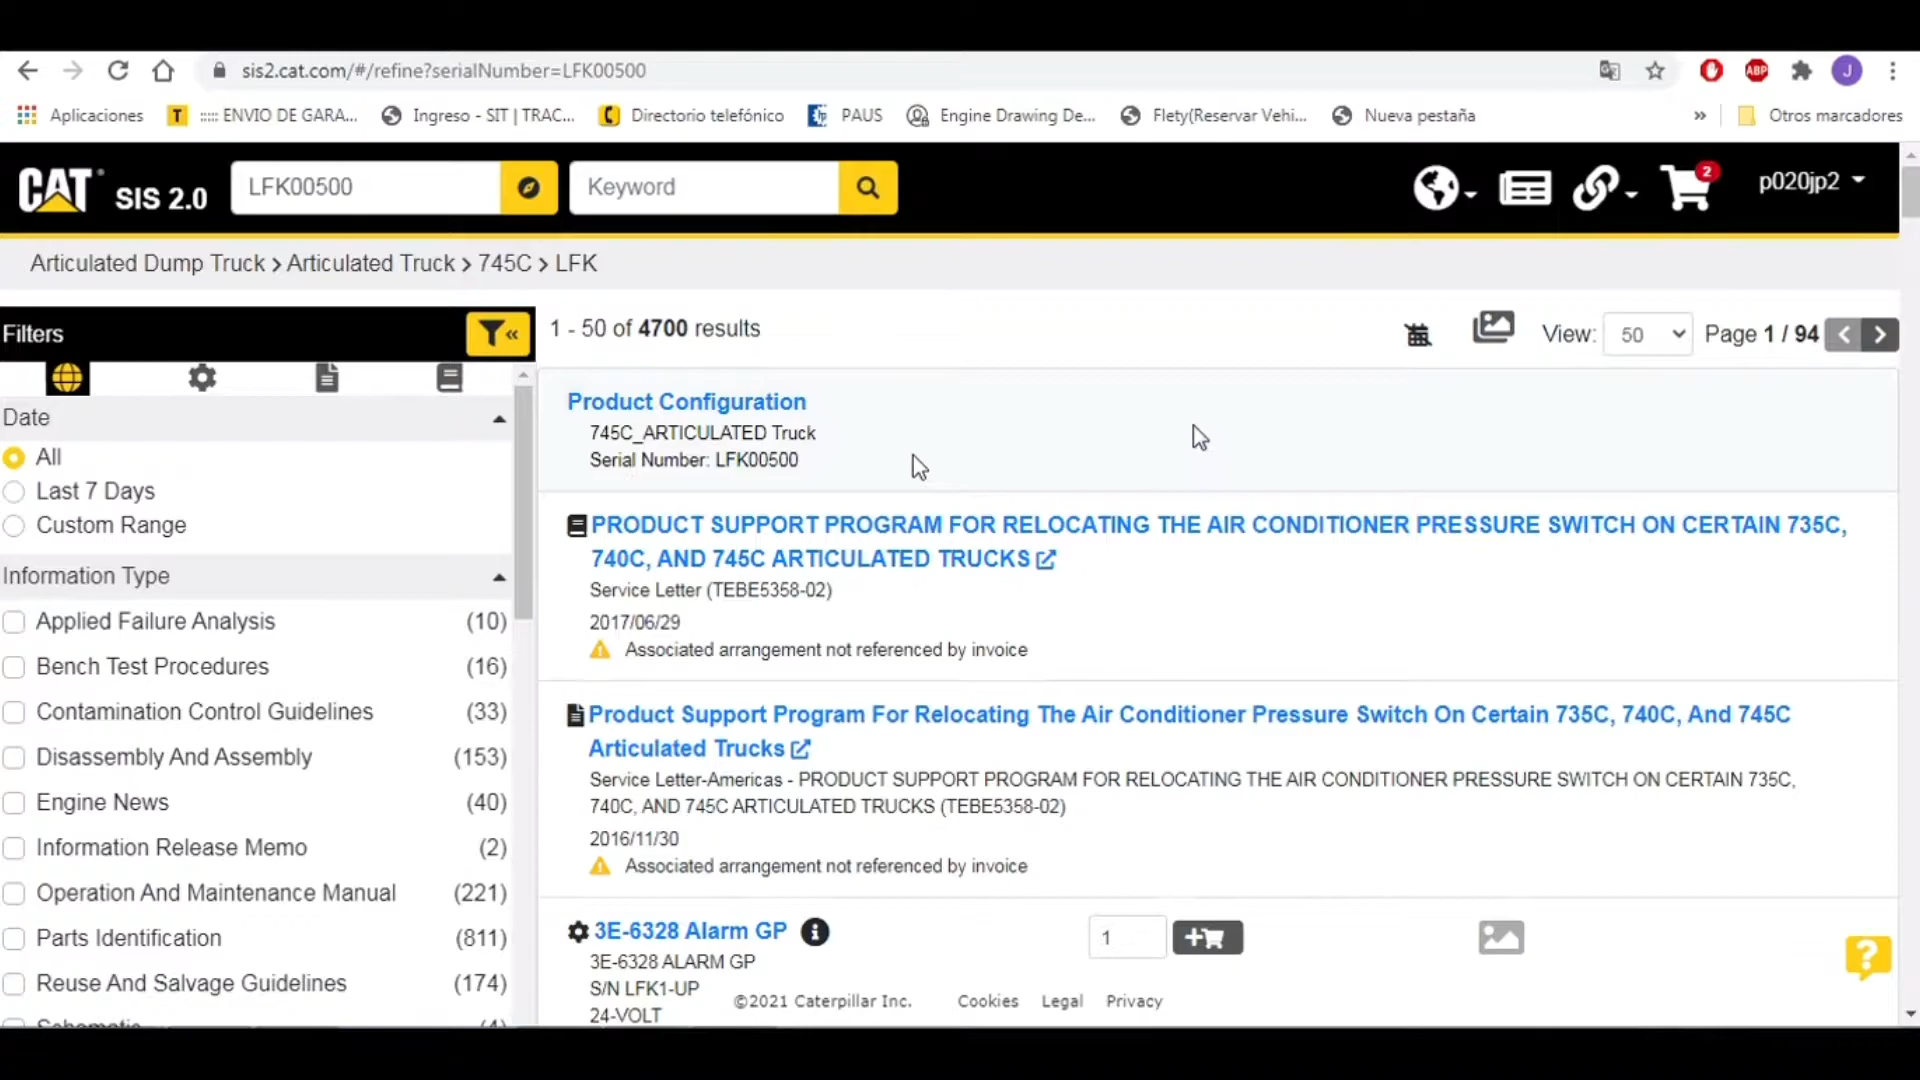 sis2.cat.com/#/refine?serialNumber=LFK00500
ABP
J
Aplicaciones
T
::::: ENVIO DE GARA...
Ingreso - SIT | TRAC...
Directorio telefónico
PAUS
Engine Drawing De...
Flety(Reservar Vehi...
Nueva pestaña
»
Otros marcadores
CAT SIS 2.0
LFK00500
Keyword
2
p020jp2
Articulated Dump Truck > Articulated Truck > 745C > LFK
Filters
1 - 50 of 4700 results
View: 50
Page 1 / 94
Date
All
Last 7 Days
Custom Range
Information Type
Applied Failure Analysis (10)
Bench Test Procedures (16)
Contamination Control Guidelines (33)
Disassembly And Assembly (153)
Engine News (40)
Information Release Memo (2)
Operation And Maintenance Manual (221)
Parts Identification (811)
Reuse And Salvage Guidelines (174)
Schematic (4)
Product Configuration
745C_ARTICULATED Truck
Serial Number: LFK00500
PRODUCT SUPPORT PROGRAM FOR RELOCATING THE AIR CONDITIONER PRESSURE SWITCH ON CERTAIN 735C,
740C, AND 745C ARTICULATED TRUCKS
Service Letter (TEBE5358-02)
2017/06/29
Associated arrangement not referenced by invoice
Product Support Program For Relocating The Air Conditioner Pressure Switch On Certain 735C, 740C, And 745C
Articulated Trucks
Service Letter-Americas - PRODUCT SUPPORT PROGRAM FOR RELOCATING THE AIR CONDITIONER PRESSURE SWITCH ON CERTAIN 735C,
740C, AND 745C ARTICULATED TRUCKS (TEBE5358-02)
2016/11/30
Associated arrangement not referenced by invoice
3E-6328 Alarm GP
1
3E-6328 ALARM GP
S/N LFK1-UP
24-VOLT
©2021 Caterpillar Inc. Cookies Legal Privacy
?